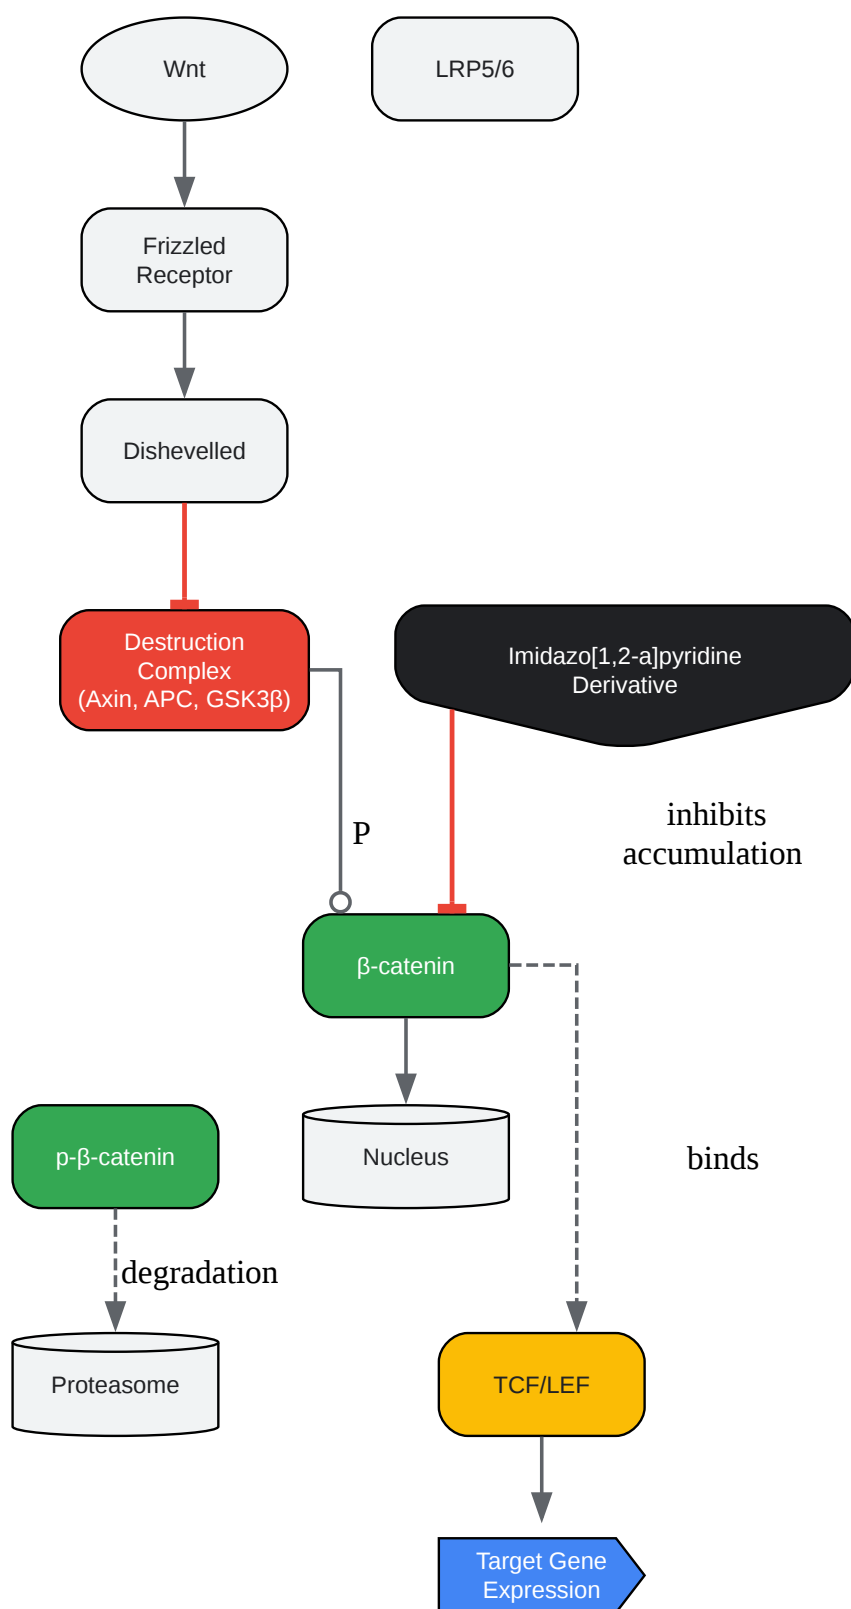 Wnt
LRP5/6
Frizzled
Receptor
Dishevelled
Destruction
Complex
(Axin, APC, GSK3β)
Imidazo[1,2-a]pyridine
Derivative
P
inhibits
accumulation
β-catenin
p-β-catenin
Nucleus
binds
degradation
Proteasome
TCF/LEF
Target Gene
Expression